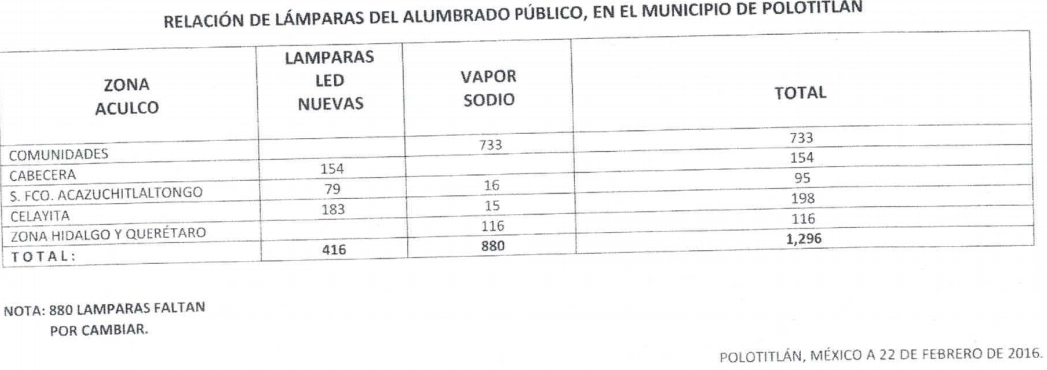 RELACIÓN DE LÁMPARAS DEL ALUMBRADO PÚBLICO, EN EL MUNICIPIO DE POLOTITLÁN
ZONA ACULCO LAMPARAS LED NUEVAS VAPOR SODIO TOTAL
COMUNIDADES 733 733
CABECERA 154 154
S. FCO. ACAZUCHITLALTONGO 79 16 95
CELAYITA 183 15 198
ZONA HIDALGO Y QUERÉTARO 116 116
TOTAL: 416 880 1,296
NOTA: 880 LAMPARAS FALTAN
POR CAMBIAR.
POLOTITLÁN, MÉXICO A 22 DE FEBRERO DE 2016.